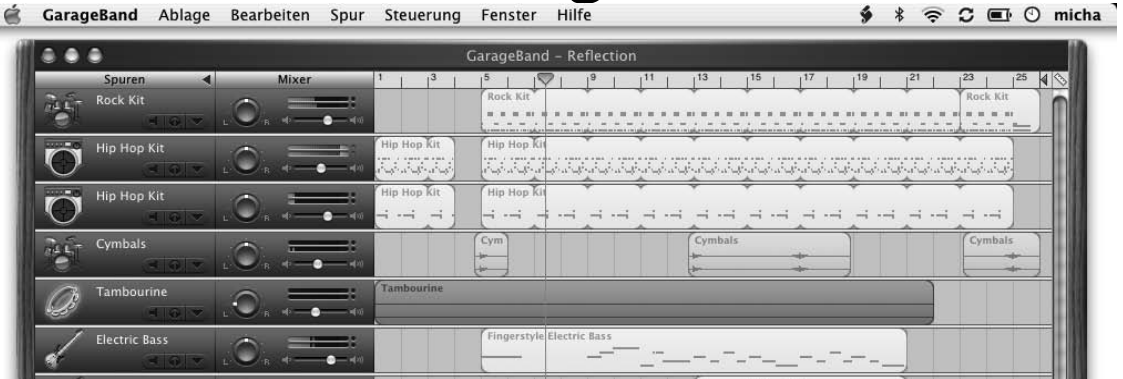 GarageBand Ablage Bearbeiten Spur Steuerung Fenster Hilfe micha
GarageBand – Reflection
Spuren Mixer 1 3 5 9 11 13 15 17 19 21 23 25
Rock Kit Rock Kit Rock Kit
L R
Hip Hop Kit Hip Hop Kit Hip Hop Kit
L R
Hip Hop Kit Hip Hop Kit Hip Hop Kit
L R
Cymbals Cym Cymbals Cymbals
L R
Tambourine Tambourine
L R
Electric Bass Fingerstyle Electric Bass
L R